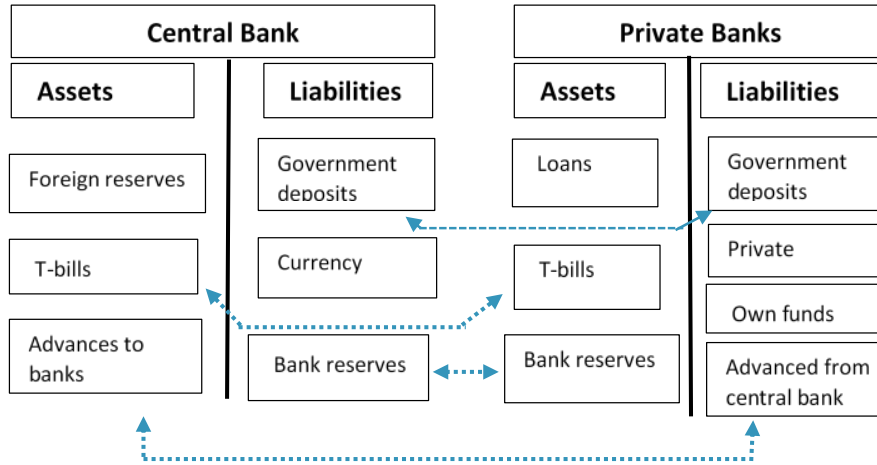 Central Bank
Private Banks
Assets
Liabilities
Assets
Liabilities
Foreign reserves
Government
deposits
Loans
Government
deposits
T-bills
Currency
T-bills
Private
Own funds
Advances to
banks
Bank reserves
Bank reserves
Advanced from
central bank